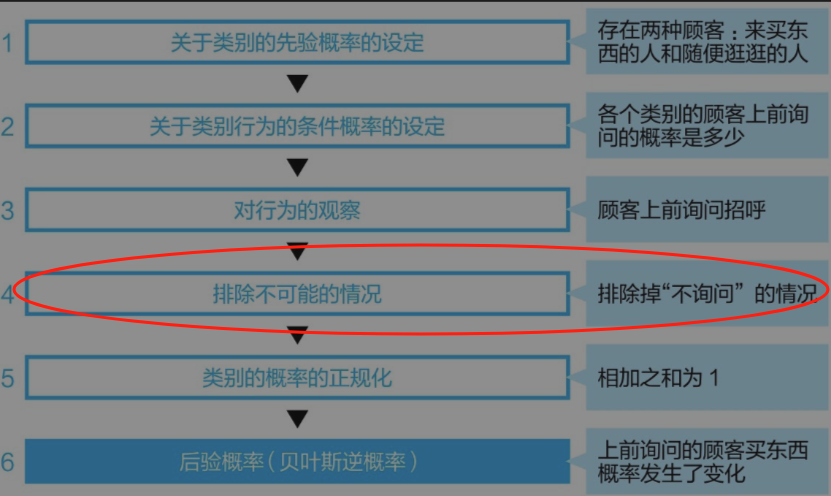 1
关于类别的先验概率的设定
存在两种顾客：来买东
西的人和随便逛逛的人
2
关于类别行为的条件概率的设定
各个类别的顾客上前询
问的概率是多少
3
对行为的观察
顾客上前询问招呼
4
排除不可能的情况
排除掉“不询问”的情况
5
类别的概率的正规化
相加之和为 1
6
后验概率（贝叶斯逆概率）
上前询问的顾客买东西
概率发生了变化